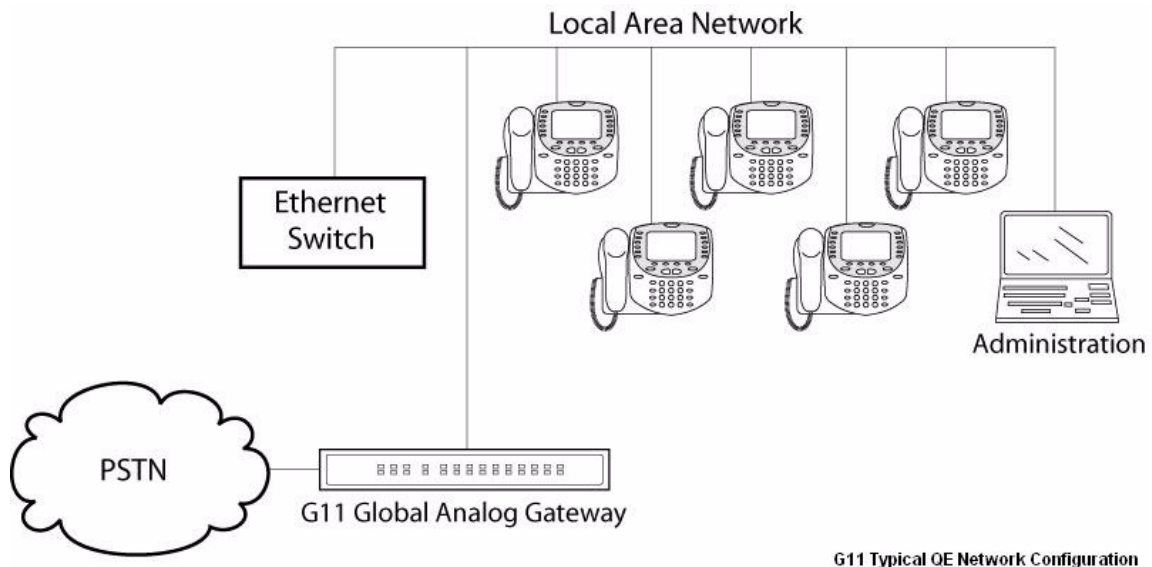 Local Area Network
Ethernet
Switch
Administration
PSTN
G11 Global Analog Gateway
G11 Typical QE Network Configuration